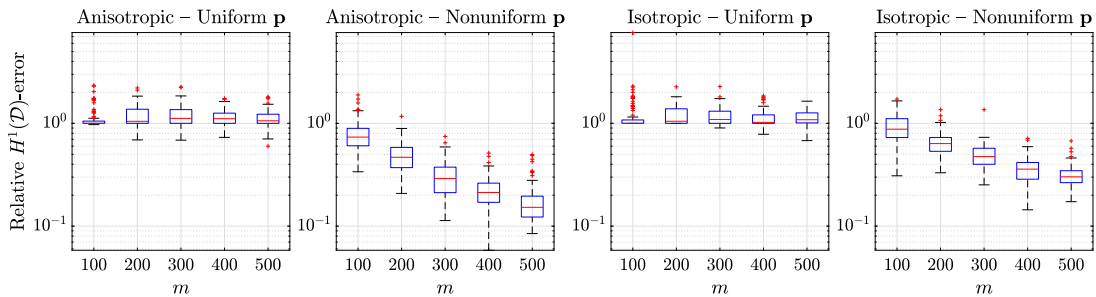 Anisotropic – Uniform p
Anisotropic – Nonuniform p
Isotropic – Uniform p
Isotropic – Nonuniform p
Relative H¹(𝒟)-error
10⁰
10⁻¹
100 200 300 400 500
m
10⁰
10⁻¹
100 200 300 400 500
m
10⁰
10⁻¹
100 200 300 400 500
m
10⁰
10⁻¹
100 200 300 400 500
m